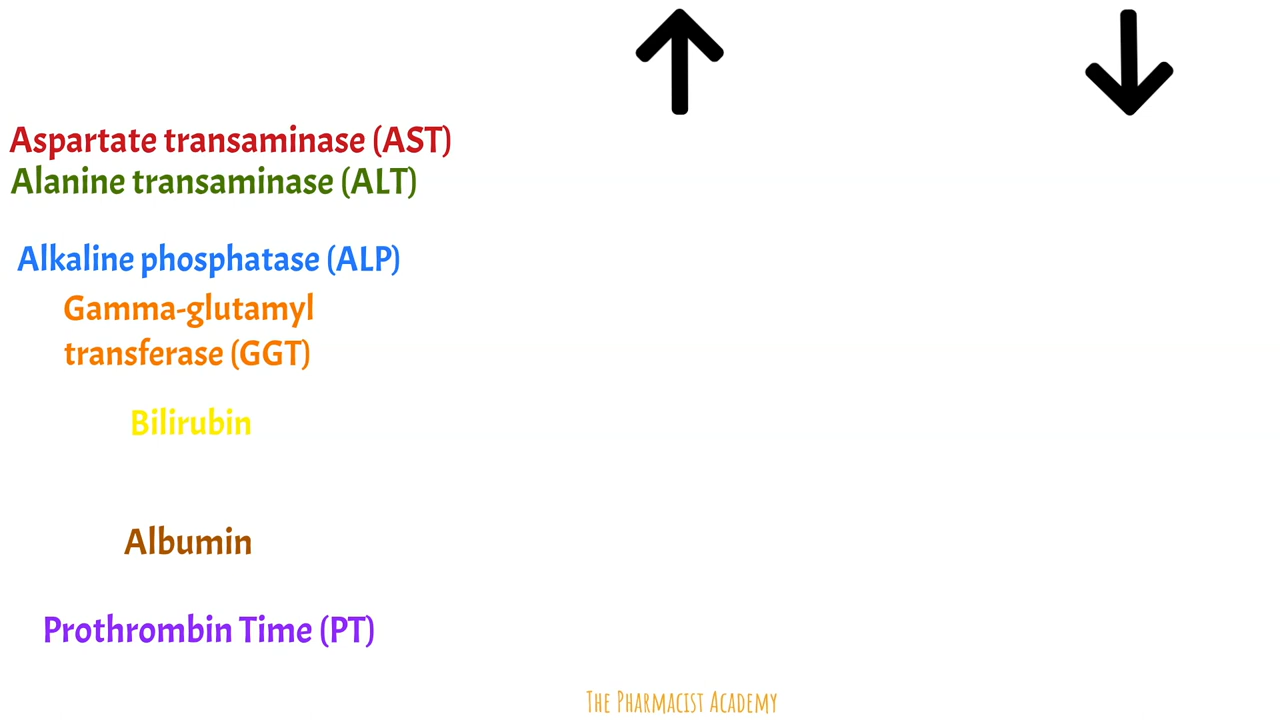 Aspartate transaminase (AST)
Alanine transaminase (ALT)
Alkaline phosphatase (ALP)
Gamma-glutamyl
transferase (GGT)
Bilirubin
Albumin
Prothrombin Time (PT)
The Pharmacist Academy